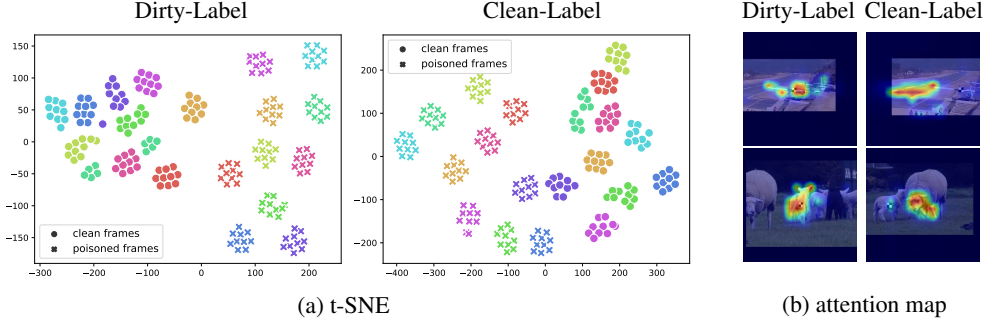 Dirty-Label
Clean-Label
Dirty-Label Clean-Label
150
100
50
0
−50
−100
−150
−300
−200
−100
0
100
200
clean frames
poisoned frames
200
100
0
−100
−200
−400
−300
−200
−100
0
100
200
300
clean frames
poisoned frames
(a) t-SNE
(b) attention map